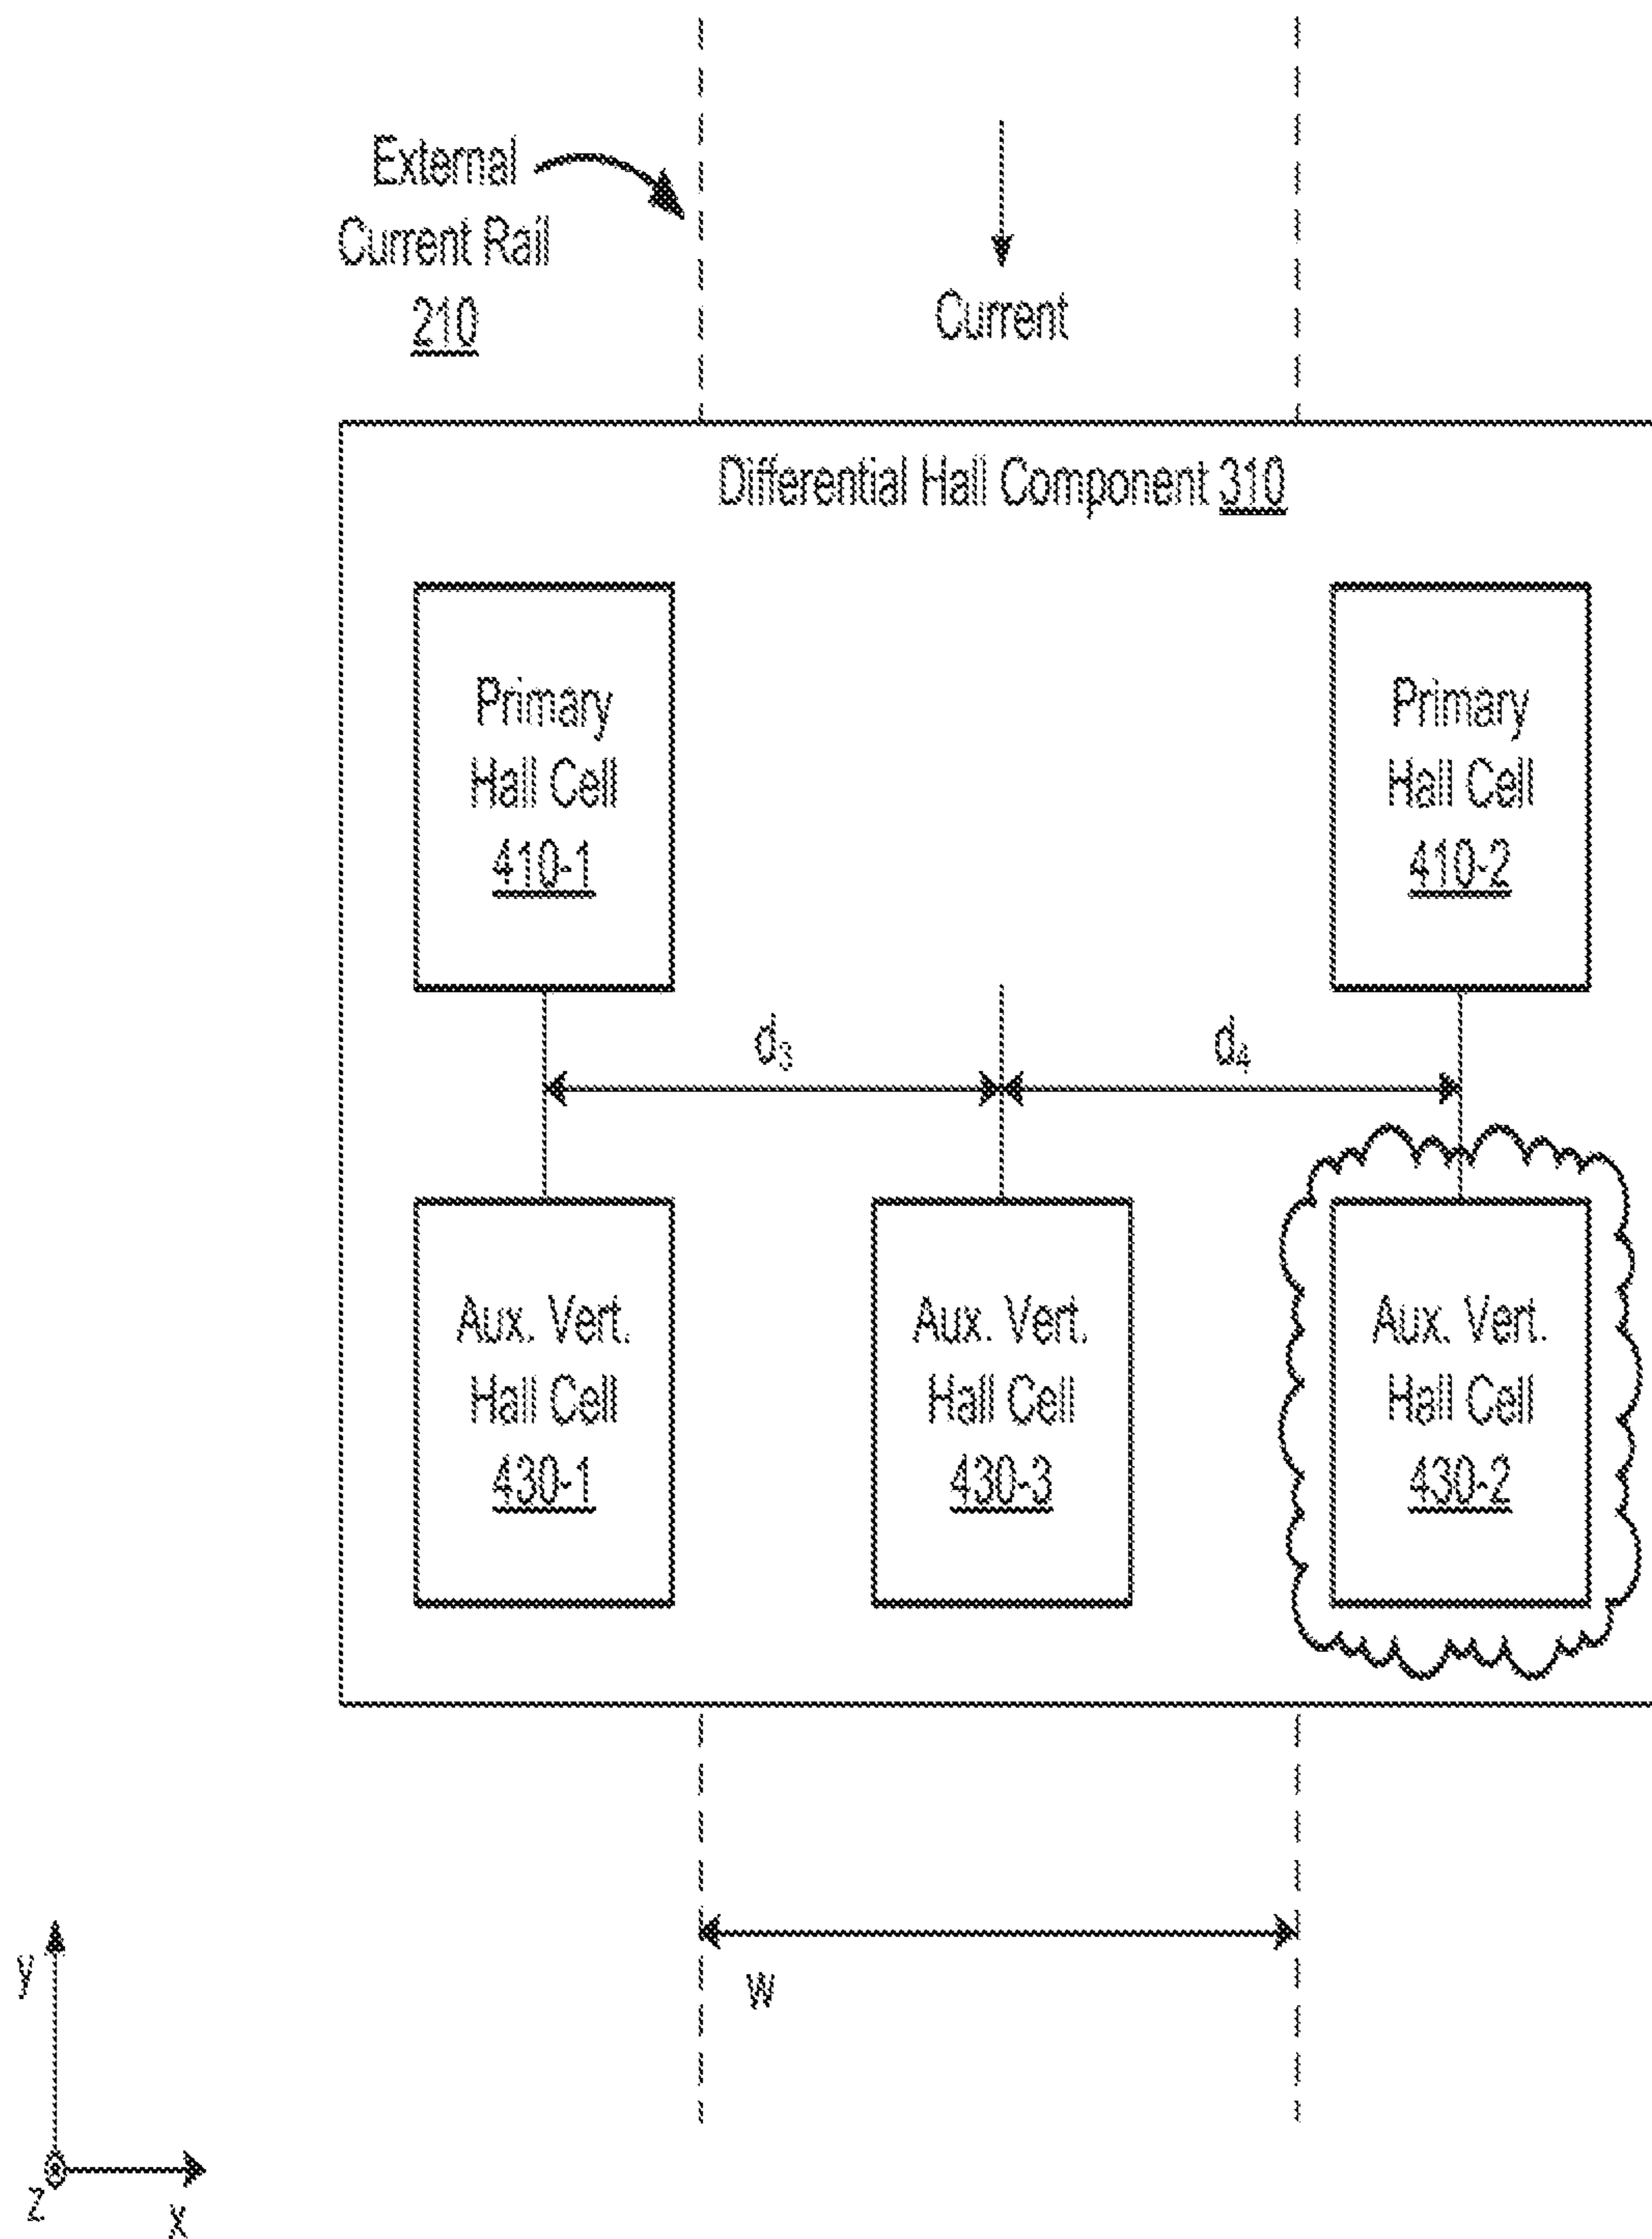 External
Current Rail
210
Current
Differential Hall Component 310
Primary
Hall Cell
410-1
Primary
Hall Cell
410-2
d₃
d₄
Aux. Vert.
Hall Cell
430-1
Aux. Vert.
Hall Cell
430-3
Aux. Vert.
Hall Cell
430-2
w
y
z
x